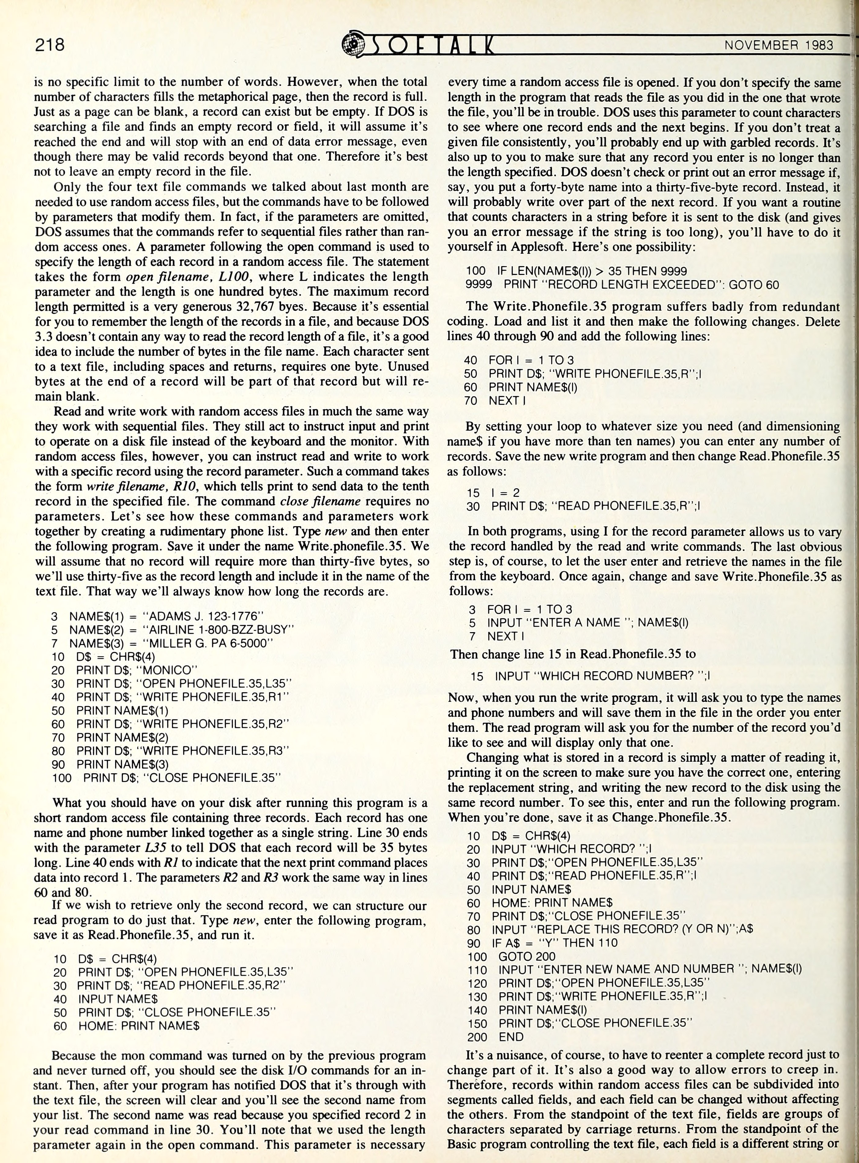 218
SOFTALK
NOVEMBER 1983
is no specific limit to the number of words. However, when the total
number of characters fills the metaphorical page, then the record is full.
Just as a page can be blank, a record can exist but be empty. If DOS is
searching a file and finds an empty record or field, it will assume it's
reached the end and will stop with an end of data error message, even
though there may be valid records beyond that one. Therefore it's best
not to leave an empty record in the file.
Only the four text file commands we talked about last month are
needed to use random access files, but the commands have to be followed
by parameters that modify them. In fact, if the parameters are omitted,
DOS assumes that the commands refer to sequential files rather than ran-
dom access ones. A parameter following the open command is used to
specify the length of each record in a random access file. The statement
takes the form open filename, L100, where L indicates the length
parameter and the length is one hundred bytes. The maximum record
length permitted is a very generous 32,767 byes. Because it's essential
for you to remember the length of the records in a file, and because DOS
3.3 doesn't contain any way to read the record length of a file, it's a good
idea to include the number of bytes in the file name. Each character sent
to a text file, including spaces and returns, requires one byte. Unused
bytes at the end of a record will be part of that record but will re-
main blank.
Read and write work with random access files in much the same way
they work with sequential files. They still act to instruct input and print
to operate on a disk file instead of the keyboard and the monitor. With
random access files, however, you can instruct read and write to work
with a specific record using the record parameter. Such a command takes
the form write filename, R10, which tells print to send data to the tenth
record in the specified file. The command close filename requires no
parameters. Let's see how these commands and parameters work
together by creating a rudimentary phone list. Type new and then enter
the following program. Save it under the name Write.phonefile.35. We
will assume that no record will require more than thirty-five bytes, so
we'll use thirty-five as the record length and include it in the name of the
text file. That way we'll always know how long the records are.
3 NAME$(1) = "ADAMS J. 123-1776"
5 NAME$(2) = "AIRLINE 1-800-BZZ-BUSY"
7 NAME$(3) = "MILLER G. PA 6-5000"
10 D$ = CHR$(4)
20 PRINT D$; "MONICO"
30 PRINT D$; "OPEN PHONEFILE.35,L35"
40 PRINT D$; "WRITE PHONEFILE.35,R1"
50 PRINT NAME$(1)
60 PRINT D$; "WRITE PHONEFILE.35,R2"
70 PRINT NAME$(2)
80 PRINT D$; "WRITE PHONEFILE.35,R3"
90 PRINT NAME$(3)
100 PRINT D$; "CLOSE PHONEFILE.35"
What you should have on your disk after running this program is a
short random access file containing three records. Each record has one
name and phone number linked together as a single string. Line 30 ends
with the parameter L35 to tell DOS that each record will be 35 bytes
long. Line 40 ends with R1 to indicate that the next print command places
data into record 1. The parameters R2 and R3 work the same way in lines
60 and 80.
If we wish to retrieve only the second record, we can structure our
read program to do just that. Type new, enter the following program,
save it as Read.Phonefile.35, and run it.
10 D$ = CHR$(4)
20 PRINT D$; "OPEN PHONEFILE.35,L35"
30 PRINT D$; "READ PHONEFILE.35,R2"
40 INPUT NAME$
50 PRINT D$; "CLOSE PHONEFILE.35"
60 HOME: PRINT NAME$
Because the mon command was turned on by the previous program
and never turned off, you should see the disk I/O commands for an in-
stant. Then, after your program has notified DOS that it's through with
the text file, the screen will clear and you'll see the second name from
your list. The second name was read because you specified record 2 in
your read command in line 30. You'll note that we used the length
parameter again in the open command. This parameter is necessary
every time a random access file is opened. If you don't specify the same
length in the program that reads the file as you did in the one that wrote
the file, you'll be in trouble. DOS uses this parameter to count characters
to see where one record ends and the next begins. If you don't treat a
given file consistently, you'll probably end up with garbled records. It's
also up to you to make sure that any record you enter is no longer than
the length specified. DOS doesn't check or print out an error message if,
say, you put a forty-byte name into a thirty-five-byte record. Instead, it
will probably write over part of the next record. If you want a routine
that counts characters in a string before it is sent to the disk (and gives
you an error message if the string is too long), you'll have to do it
yourself in Applesoft. Here's one possibility:
100 IF LEN(NAME$(I)) > 35 THEN 9999
9999 PRINT "RECORD LENGTH EXCEEDED": GOTO 60
The Write.Phonefile.35 program suffers badly from redundant
coding. Load and list it and then make the following changes. Delete
lines 40 through 90 and add the following lines:
40 FOR I = 1 TO 3
50 PRINT D$; "WRITE PHONEFILE.35,R";I
60 PRINT NAME$(I)
70 NEXT I
By setting your loop to whatever size you need (and dimensioning
name$ if you have more than ten names) you can enter any number of
records. Save the new write program and then change Read.Phonefile.35
as follows:
15 I = 2
30 PRINT D$; "READ PHONEFILE.35,R";I
In both programs, using I for the record parameter allows us to vary
the record handled by the read and write commands. The last obvious
step is, of course, to let the user enter and retrieve the names in the file
from the keyboard. Once again, change and save Write.Phonefile.35 as
follows:
3 FOR I = 1 TO 3
5 INPUT "ENTER A NAME "; NAME$(I)
7 NEXT I
Then change line 15 in Read.Phonefile.35 to
15 INPUT "WHICH RECORD NUMBER? ";I
Now, when you run the write program, it will ask you to type the names
and phone numbers and will save them in the file in the order you enter
them. The read program will ask you for the number of the record you'd
like to see and will display only that one.
Changing what is stored in a record is simply a matter of reading it,
printing it on the screen to make sure you have the correct one, entering
the replacement string, and writing the new record to the disk using the
same record number. To see this, enter and run the following program.
When you're done, save it as Change.Phonefile.35.
10 D$ = CHR$(4)
20 INPUT "WHICH RECORD? ";I
30 PRINT D$;"OPEN PHONEFILE.35,L35"
40 PRINT D$;"READ PHONEFILE.35,R";I
50 INPUT NAME$
60 HOME: PRINT NAME$
70 PRINT D$;"CLOSE PHONEFILE.35"
80 INPUT "REPLACE THIS RECORD? (Y OR N)";A$
90 IF A$ = "Y" THEN 110
100 GOTO 200
110 INPUT "ENTER NEW NAME AND NUMBER "; NAME$(I)
120 PRINT D$;"OPEN PHONEFILE.35,L35"
130 PRINT D$;"WRITE PHONEFILE.35,R";I
140 PRINT NAME$(I)
150 PRINT D$;"CLOSE PHONEFILE.35"
200 END
It's a nuisance, of course, to have to reenter a complete record just to
change part of it. It's also a good way to allow errors to creep in.
Therefore, records within random access files can be subdivided into
segments called fields, and each field can be changed without affecting
the others. From the standpoint of the text file, fields are groups of
characters separated by carriage returns. From the standpoint of the
Basic program controlling the text file, each field is a different string or